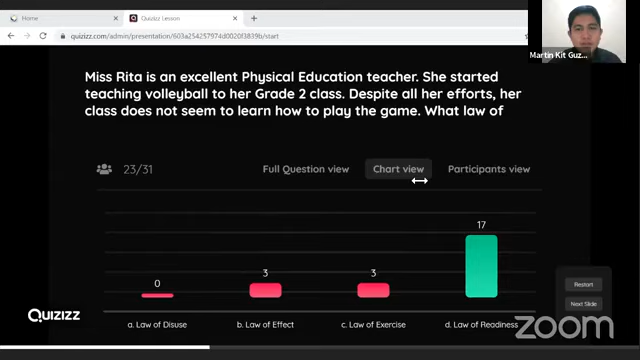 Home
Quizizz Lesson
quizizz.com/admin/presentation/603a254257974d0020f3839b/start
Martin Kit Guz...
Miss Rita is an excellent Physical Education teacher. She started
teaching volleyball to her Grade 2 class. Despite all her efforts, her
class does not seem to learn how to play the game. What law of
23/31
Full Question view
Chart view
Participants view
0
3
3
17
a. Law of Disuse
b. Law of Effect
c. Law of Exercise
d. Law of Readiness
Restart
Next Slide
Quizizz
zoom